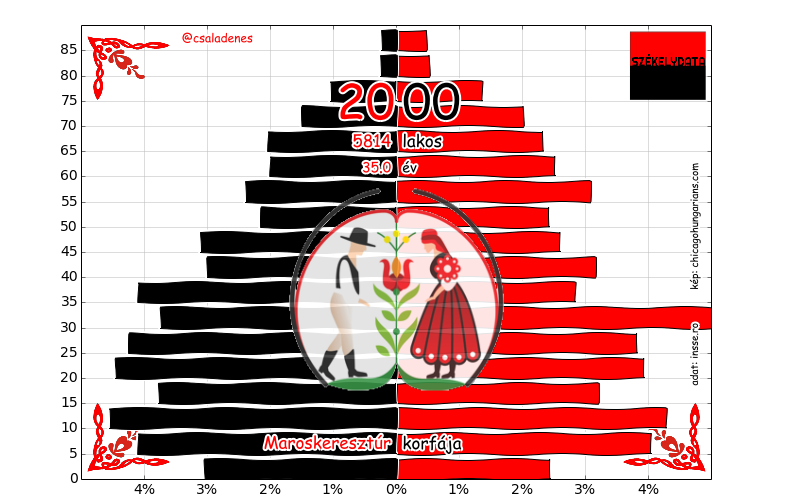 @csaladenes
SZÉKELYDATA
2000
5814 lakos
35.0 év
kép: chicagohungarians.com
adat: insse.ro
Maroskeresztúr korfája
85
80
75
70
65
60
55
50
45
40
35
30
25
20
15
10
5
0
4% 3% 2% 1% 0% 1% 2% 3% 4%